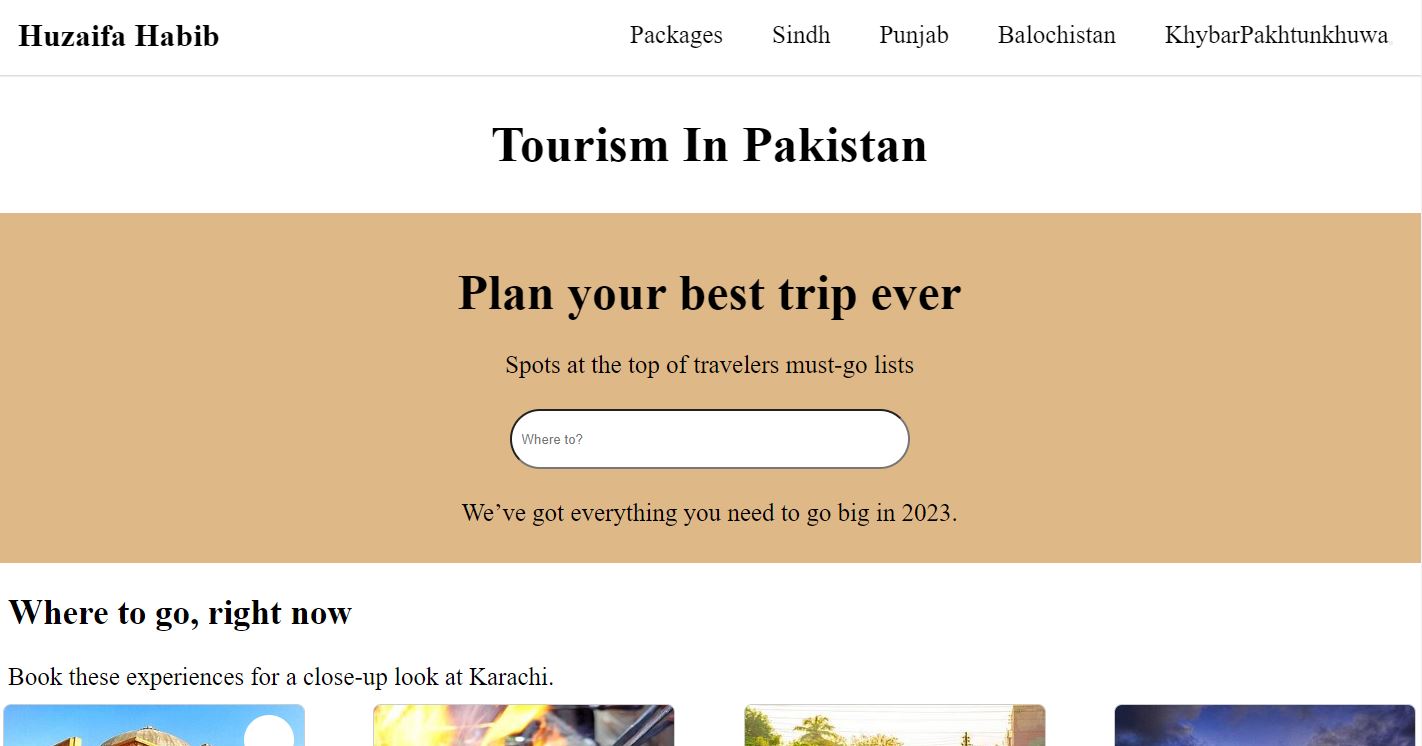 Huzaifa Habib
Packages Sindh Punjab Balochistan KhybarPakhtunkhuwa
Tourism In Pakistan
Plan your best trip ever
Spots at the top of travelers must-go lists
Where to?
We’ve got everything you need to go big in 2023.
Where to go, right now
Book these experiences for a close-up look at Karachi.